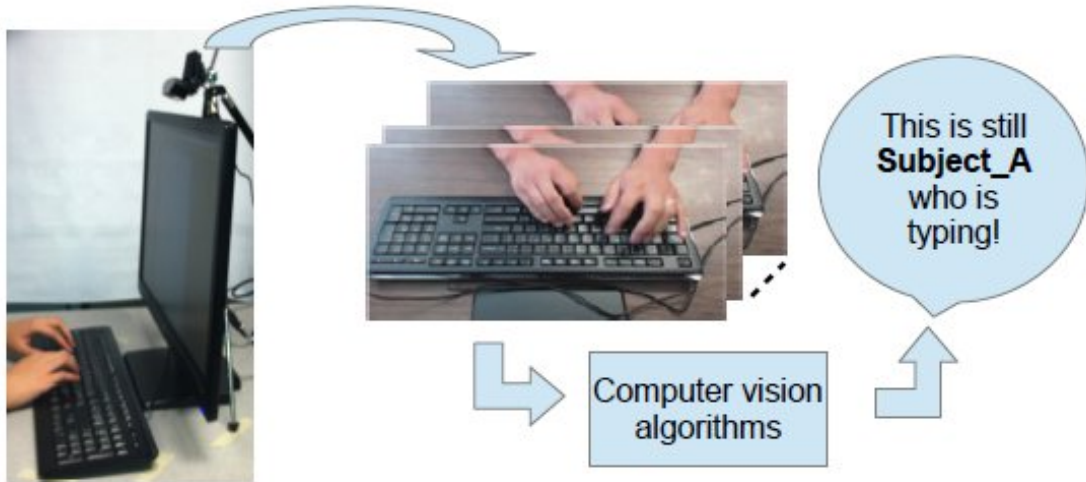 This is still
Subject_A
who is
typing!
Computer vision
algorithms